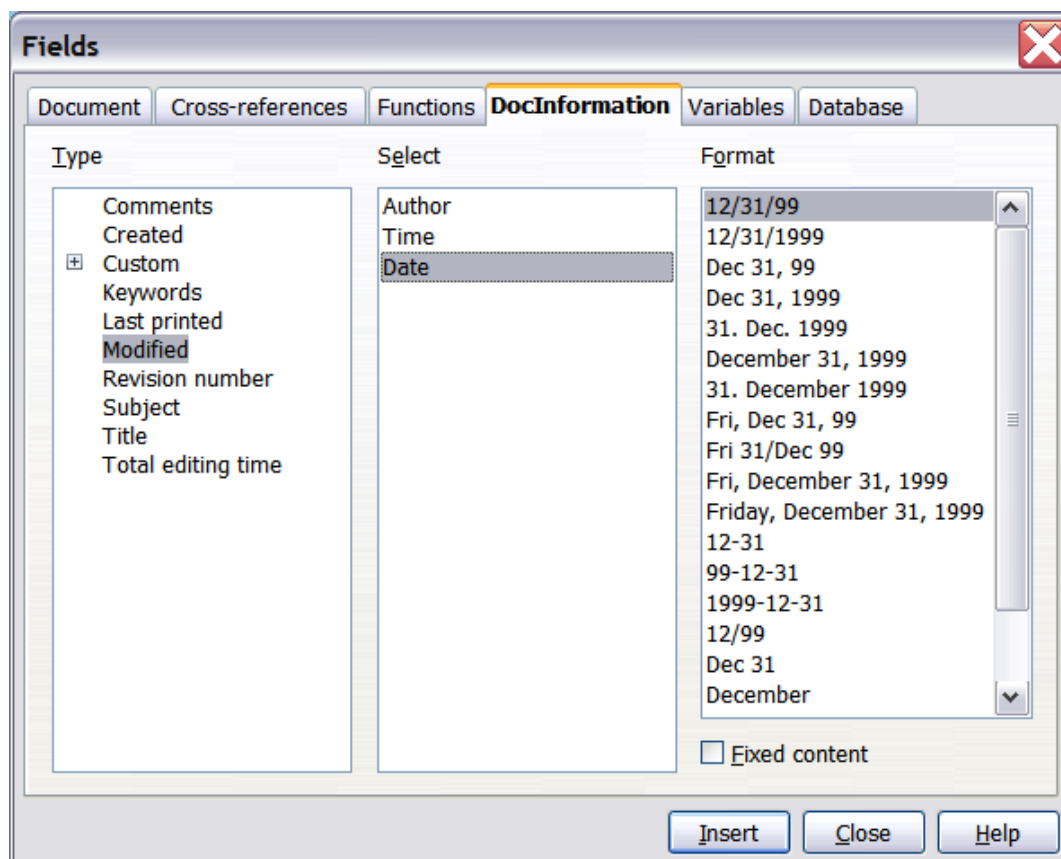 Fields
Document Cross-references Functions DocInformation Variables Database
Type
Comments
Created
Custom
Keywords
Last printed
Modified
Revision number
Subject
Title
Total editing time
Select
Author
Time
Date
Format
12/31/99
12/31/1999
Dec 31, 99
Dec 31, 1999
31. Dec. 1999
December 31, 1999
31. December 1999
Fri, Dec 31, 99
Fri 31/Dec 99
Fri, December 31, 1999
Friday, December 31, 1999
12-31
99-12-31
1999-12-31
12/99
Dec 31
December
Fixed content
Insert Close Help